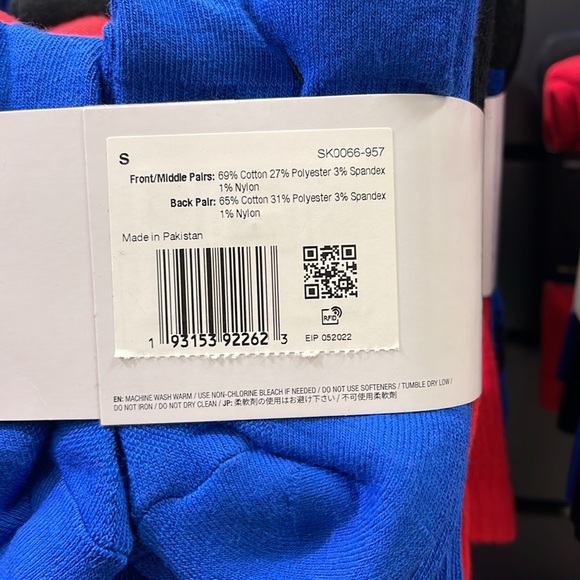 S SK0066-957
Front/Middle Pairs: 69% Cotton 27% Polyester 3% Spandex
1% Nylon
Back Pair: 65% Cotton 31% Polyester 3% Spandex
1% Nylon
Made in Pakistan
RFID
1 93153 92262 3 EIP 052022
EN: MACHINE WASH WARM / USE NON-CHLORINE BLEACH IF NEEDED / DO NOT USE SOFTENERS / TUMBLE DRY LOW /
DO NOT IRON / DO NOT DRY CLEAN / JP: 柔軟剤の使用はお避けください / 不可使用柔軟劑